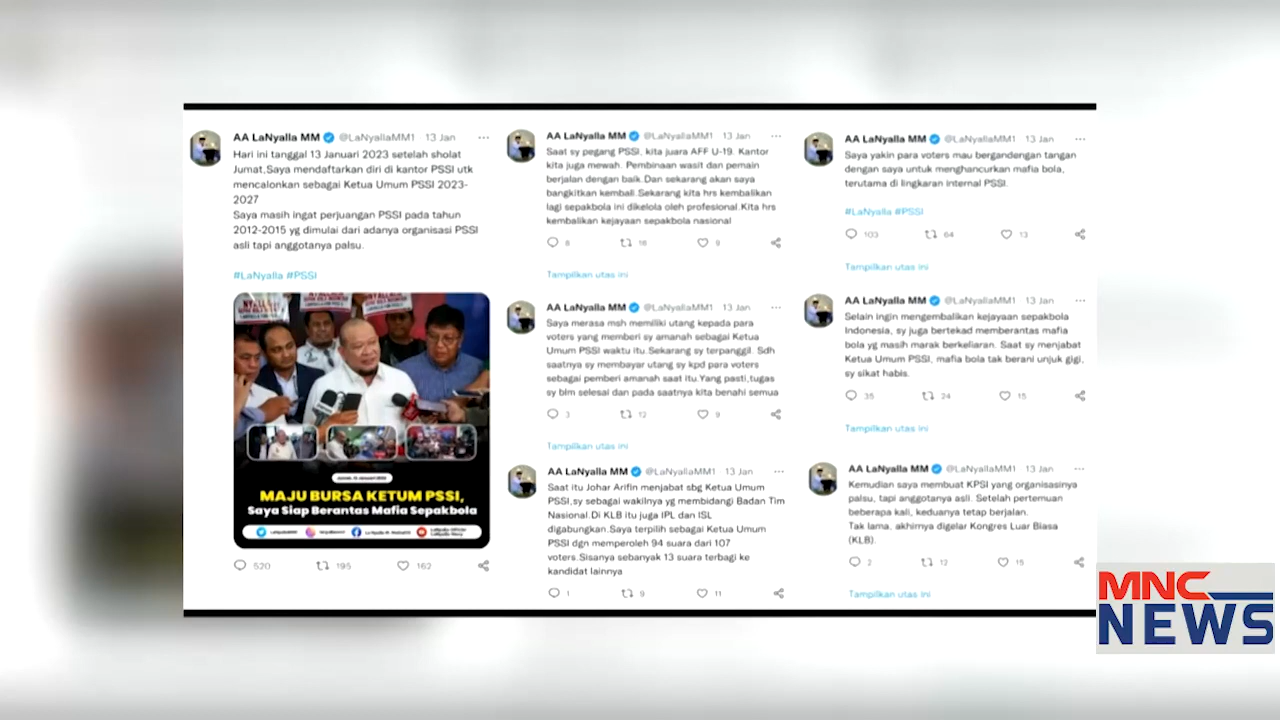 AA LaNyalla MM @LaNyallaMM1 13 Jan
Hari ini tanggal 13 Januari 2023 setelah sholat
Jumat,Saya mendaftarkan diri di kantor PSSI utk
mencalonkan sebagai Ketua Umum PSSI 2023-
2027
Saya masih ingat perjuangan PSSI pada tahun
2012-2015 yg dimulai dari adanya organisasi PSSI
asli tapi anggotanya palsu.
#LaNyalla #PSSI
MAJU BURSA KETUM PSSI,
Saya Siap Berantas Mafia Sepakbola
520 195 162
AA LaNyalla MM @LaNyallaMM1 13 Jan
Saat sy pegang PSSI, kita juara AFF U-19. Kantor
kita juga mewah. Pembinaan wasit dan pemain
berjalan dengan baik.Dan sekarang akan saya
bangkitkan kembali.Sekarang kita hrs kembalikan
lagi sepakbola ini dikelola oleh profesional.Kita hrs
kembalikan kejayaan sepakbola nasional
6 16 9
Tampilkan utas ini
AA LaNyalla MM @LaNyallaMM1 13 Jan
Saya merasa msh memiliki utang kepada para
voters yang memberi sy amanah sebagai Ketua
Umum PSSI waktu itu.Sekarang sy terpanggil. Sdh
saatnya sy membayar utang sy kpd para voters
sebagai pemberi amanah saat itu.Yang pasti,tugas
sy blm selesai dan pada saatnya kita benahi semua
3 12 9
Tampilkan utas ini
AA LaNyalla MM @LaNyallaMM1 13 Jan
Saat itu Johar Arifin menjabat sbg Ketua Umum
PSSI,sy sebagai wakilnya yg membidangi Badan Tim
Nasional.Di KLB itu juga IPL dan ISL
digabungkan.Saya terpilih sebagai Ketua Umum
PSSI dgn memperoleh 94 suara dari 107
voters.Sisanya sebanyak 13 suara terbagi ke
kandidat lainnya
1 9 11
AA LaNyalla MM @LaNyallaMM1 13 Jan
Saya yakin para voters mau bergandengan tangan
dengan saya untuk menghancurkan mafia bola,
terutama di lingkaran internal PSSI.
#LaNyalla #PSSI
103 64 13
Tampilkan utas ini
AA LaNyalla MM @LaNyallaMM1 13 Jan
Selain ingin mengembalikan kejayaan sepakbola
Indonesia, sy juga bertekad memberantas mafia
bola yg masih marak berkeliaran. Saat sy menjabat
Ketua Umum PSSI, mafia bola tak berani unjuk gigi,
sy sikat habis.
35 24 15
Tampilkan utas ini
AA LaNyalla MM @LaNyallaMM1 13 Jan
Kemudian saya membuat KPSI yang organisasinya
palsu, tapi anggotanya asli. Setelah pertemuan
beberapa kali, keduanya tetap berjalan.
Tak lama, akhirnya digelar Kongres Luar Biasa
(KLB).
2 12 15
Tampilkan utas ini
MNC
NEWS